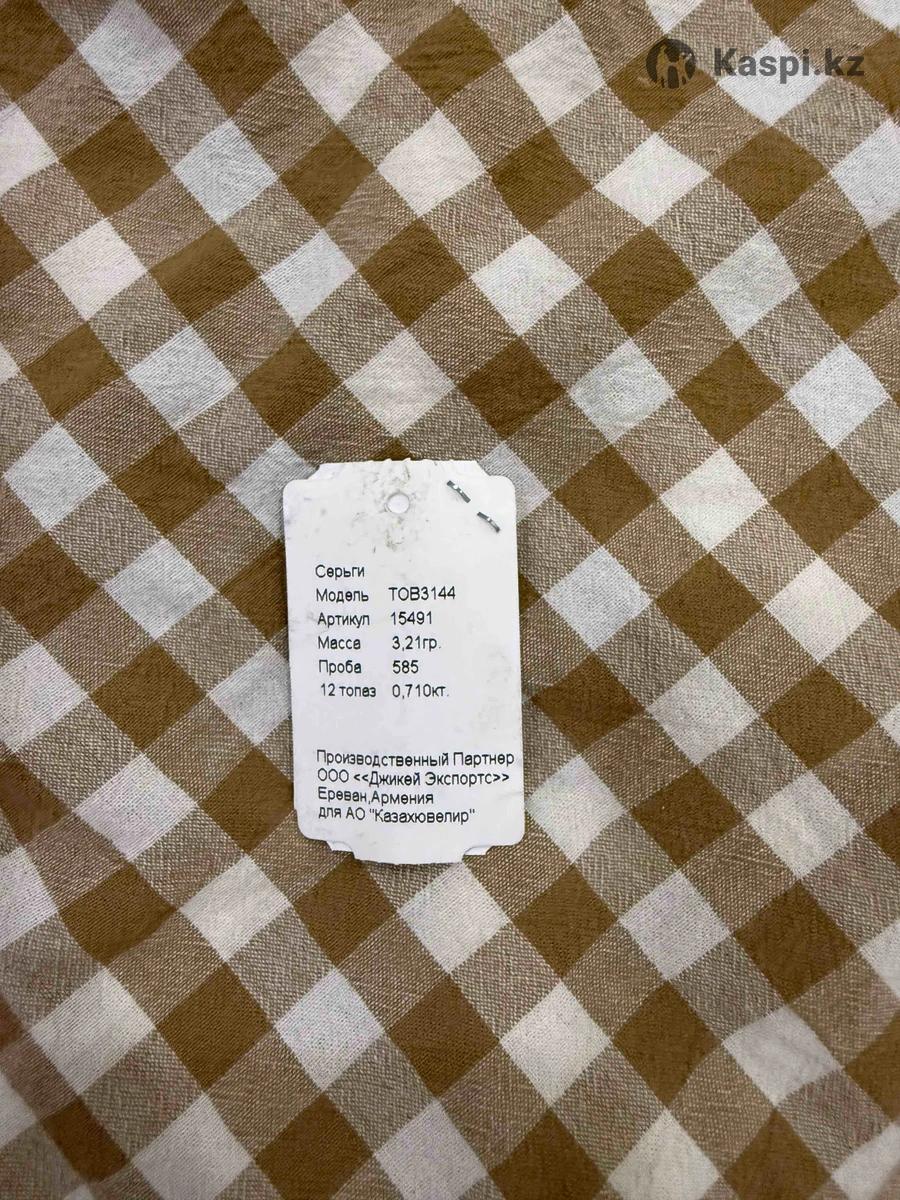 Kaspi.kz
Серьги
Модель ТОВ3144
Артикул 15491
Масса 3,21гр.
Проба 585
12 топаз 0,710кт.
Производственный Партнер
ООО <<Джикей Экспортс>>
Ереван,Армения
для АО "Казахювелир"